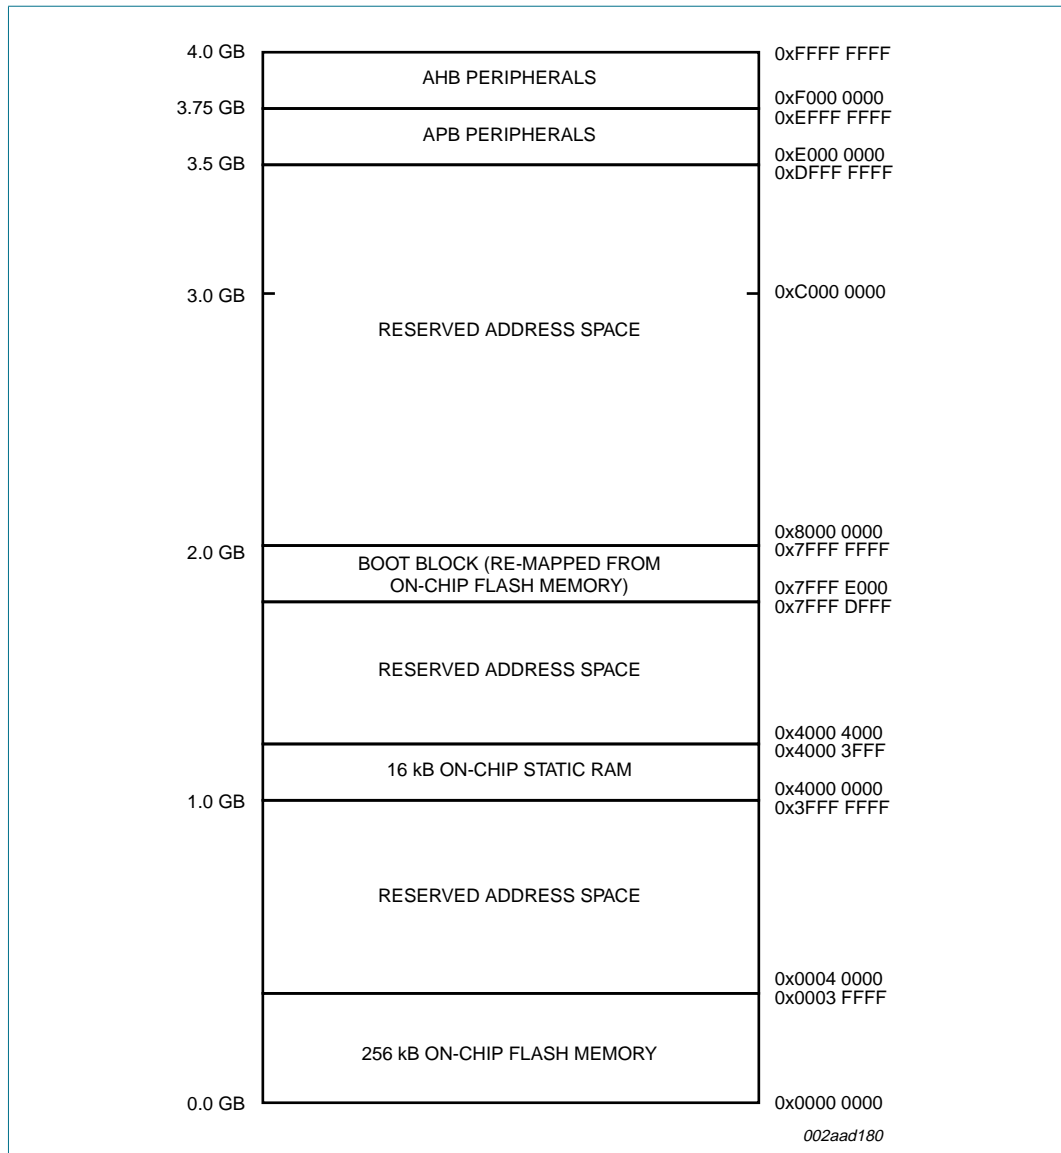 4.0 GB
0xFFFF FFFF
AHB PERIPHERALS
0xF000 0000
3.75 GB
0xEFFF FFFF
APB PERIPHERALS
0xE000 0000
3.5 GB
0xDFFF FFFF
3.0 GB
0xC000 0000
RESERVED ADDRESS SPACE
0x8000 0000
2.0 GB
0x7FFF FFFF
BOOT BLOCK (RE-MAPPED FROM
ON-CHIP FLASH MEMORY)
0x7FFF E000
0x7FFF DFFF
RESERVED ADDRESS SPACE
0x4000 4000
0x4000 3FFF
16 kB ON-CHIP STATIC RAM
0x4000 0000
1.0 GB
0x3FFF FFFF
RESERVED ADDRESS SPACE
0x0004 0000
0x0003 FFFF
256 kB ON-CHIP FLASH MEMORY
0.0 GB
0x0000 0000
002aad180